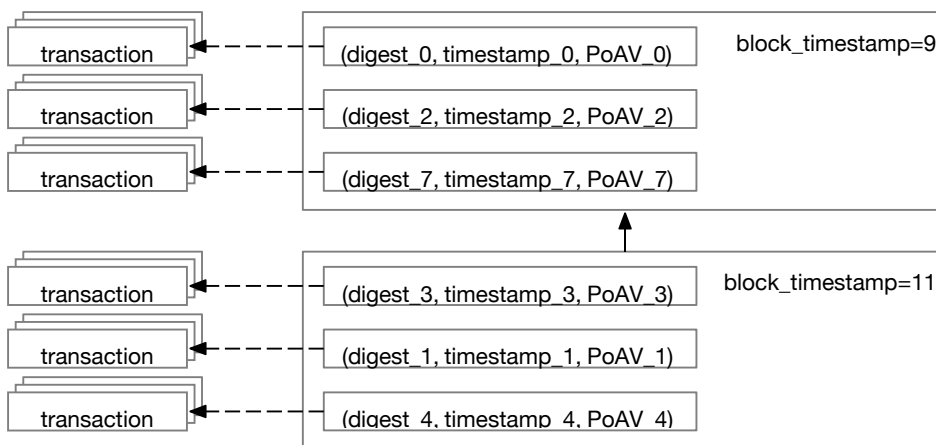 transaction (digest_0, timestamp_0, PoAV_0) block_timestamp=9
transaction (digest_2, timestamp_2, PoAV_2)
transaction (digest_7, timestamp_7, PoAV_7)
transaction (digest_3, timestamp_3, PoAV_3) block_timestamp=11
transaction (digest_1, timestamp_1, PoAV_1)
transaction (digest_4, timestamp_4, PoAV_4)